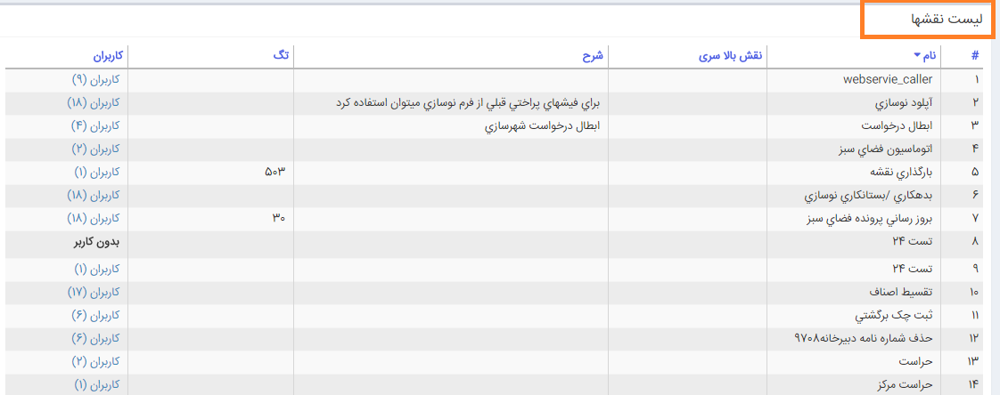 لیست نقشها
# نام نقش بالا سری شرح تگ کاربران
۱ webservie_caller کاربران (۹)
۲ آپلود نوسازي براي فيشهاي پراختي قبلي از فرم نوسازي ميتوان استفاده کرد کاربران (۱۸)
۳ ابطال درخواست ابطال درخواست شهرسازي کاربران (۴)
۴ اتوماسيون فضاي سبز کاربران (۲)
۵ بارگذاري نقشه ۵۰۳ کاربران (۱)
۶ بدهکاري /بستانکاري نوسازي کاربران (۱۸)
۷ بروز رساني پرونده فضاي سبز ۳۰ کاربران (۱۸)
۸ تست ۲۴ بدون کاربر
۹ تست ۲۴ کاربران (۱)
۱۰ تقسيط اصناف کاربران (۱۷)
۱۱ ثبت چک برگشتي کاربران (۶)
۱۲ حذف شماره نامه دبيرخانه۹۷۰۸ کاربران (۶)
۱۳ حراست کاربران (۲)
۱۴ حراست مرکز کاربران (۱)